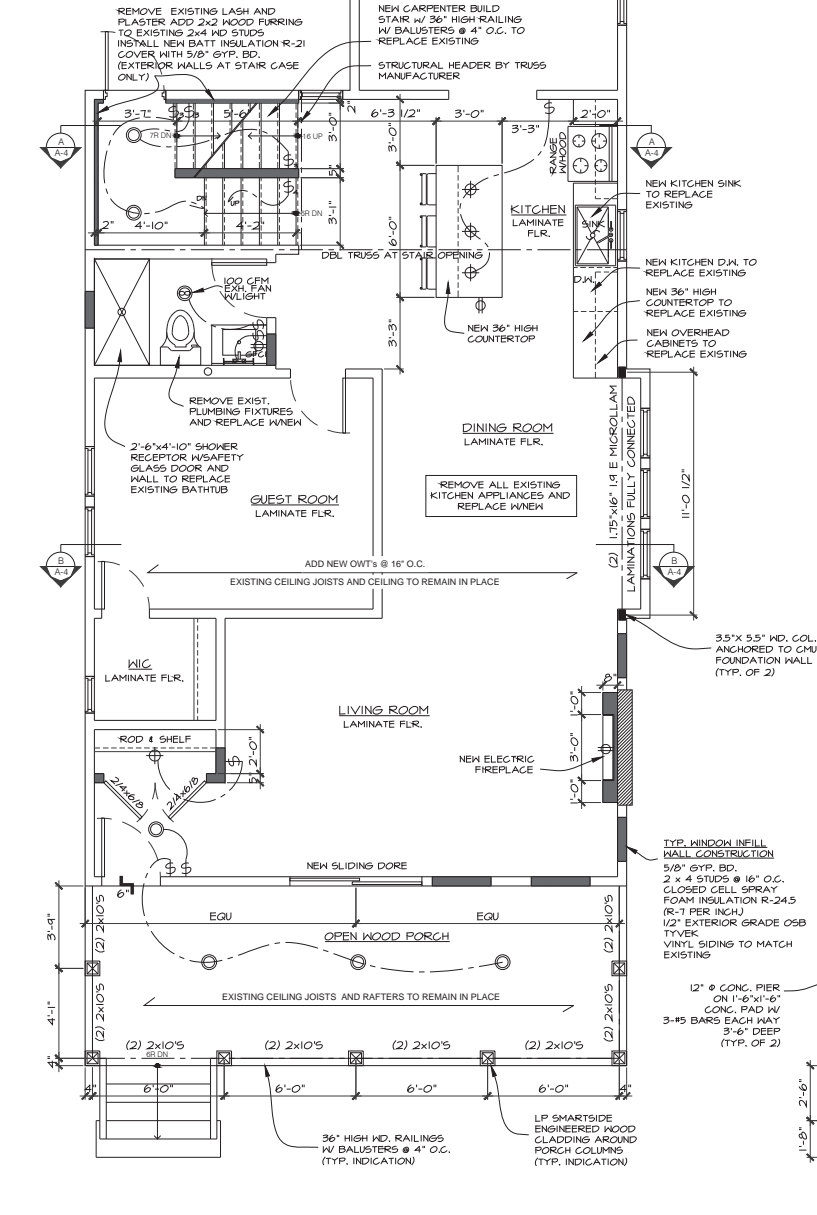 REMOVE EXISTING LASH AND
PLASTER ADD 2x2 WOOD FURRING
TO EXISTING 2x4 WD STUDS
INSTALL NEW BATT INSULATION R-21
COVER WITH 5/8" GYP. BD.
(EXTERIOR WALLS AT STAIR CASE
ONLY)
NEW CARPENTER BUILD
STAIR W/ 36" HIGH RAILING
W/ BALUSTERS @ 4" O.C. TO
REPLACE EXISTING
STRUCTURAL HEADER BY TRUSS
MANUFACTURER
3'-7"
5'-6"
2"
6'-3 1/2"
3'-0"
2'-0"
3'-3"
3'-0"
3'-0"
A
A-4
A
A-4
7R DN
16 UP
5"
3'-1"
DN
UP
2"
4'-10"
4'-2"
6'-0"
RANGE
W/HOOD
KITCHEN
LAMINATE
FLR.
SINK
D.W.
NEW KITCHEN SINK
TO REPLACE
EXISTING
DBL TRUSS AT STAIR OPENING
NEW KITCHEN D.W. TO
REPLACE EXISTING
NEW 36" HIGH
COUNTERTOP TO
REPLACE EXISTING
NEW OVERHEAD
CABINETS TO
REPLACE EXISTING
100 CFM
EXH. FAN
W/LIGHT
GFCI
NEW 36" HIGH
COUNTERTOP
3'-3"
REMOVE EXIST.
PLUMBING FIXTURES
AND REPLACE W/NEW
2'-6"x4'-10" SHOWER
RECEPTOR W/SAFETY
GLASS DOOR AND
WALL TO REPLACE
EXISTING BATHTUB
DINING ROOM
LAMINATE FLR.
REMOVE ALL EXISTING
KITCHEN APPLIANCES AND
REPLACE W/NEW
GUEST ROOM
LAMINATE FLR.
(2) 1.75"x16" 1.9 E MICROLLAM
LAMINATIONS FULLY CONNECTED
11'-0 1/2"
B
A-4
B
A-4
ADD NEW OWT's @ 16" O.C.
EXISTING CEILING JOISTS AND CEILING TO REMAIN IN PLACE
3.5"X 5.5" WD. COL.
ANCHORED TO CMU
FOUNDATION WALL
(TYP. OF 2)
WIC
LAMINATE FLR.
LIVING ROOM
LAMINATE FLR.
8"
1'-0"
3'-0"
1'-0"
NEW ELECTRIC
FIREPLACE
ROD & SHELF
2'-0"
5"
2/4x6/8
2/4x6/8
TYP. WINDOW INFILL
WALL CONSTRUCTION
5/8" GYP. BD.
2 x 4 STUDS @ 16" O.C.
CLOSED CELL SPRAY
FOAM INSULATION R-24.5
(R-7 PER INCH.)
1/2" EXTERIOR GRADE OSB
TYVEK
VINYL SIDING TO MATCH
EXISTING
NEW SLIDING DORE
6"
EQU
EQU
OPEN WOOD PORCH
3'-9"
4'-1"
4"
(2) 2x10'S
(2) 2x10'S
(2) 2x10'S
(2) 2x10'S
EXISTING CEILING JOISTS AND RAFTERS TO REMAIN IN PLACE
12" Φ CONC. PIER
ON 1'-6"x1'-6"
CONC. PAD W/
3-#5 BARS EACH WAY
3'-6" DEEP
(TYP. OF 2)
(2) 2x10'S
(2) 2x10'S
(2) 2x10'S
(2) 2x10'S
6R DN
4"
6'-0"
6'-0"
6'-0"
6'-0"
4"
36" HIGH WD. RAILINGS
W/ BALUSTERS @ 4" O.C.
(TYP. INDICATION)
LP SMARTSIDE
ENGINEERED WOOD
CLADDING AROUND
PORCH COLUMNS
(TYP. INDICATION)
2'-6"
1'-8"